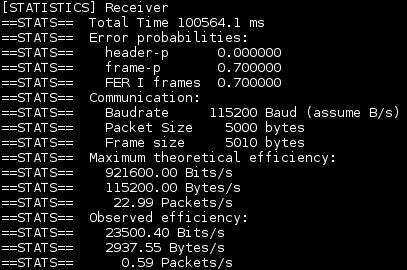 [STATISTICS] Receiver
==STATS==  Total Time 100564.1 ms
==STATS==  Error probabilities:
==STATS==    header-p      0.000000
==STATS==    frame-p       0.700000
==STATS==    FER I frames  0.700000
==STATS==  Communication:
==STATS==    Baudrate     115200 Baud (assume B/s)
==STATS==    Packet Size    5000 bytes
==STATS==    Frame size     5010 bytes
==STATS==  Maximum theoretical efficiency:
==STATS==    921600.00 Bits/s
==STATS==    115200.00 Bytes/s
==STATS==     22.99 Packets/s
==STATS==  Observed efficiency:
==STATS==    23500.40 Bits/s
==STATS==    2937.55 Bytes/s
==STATS==      0.59 Packets/s